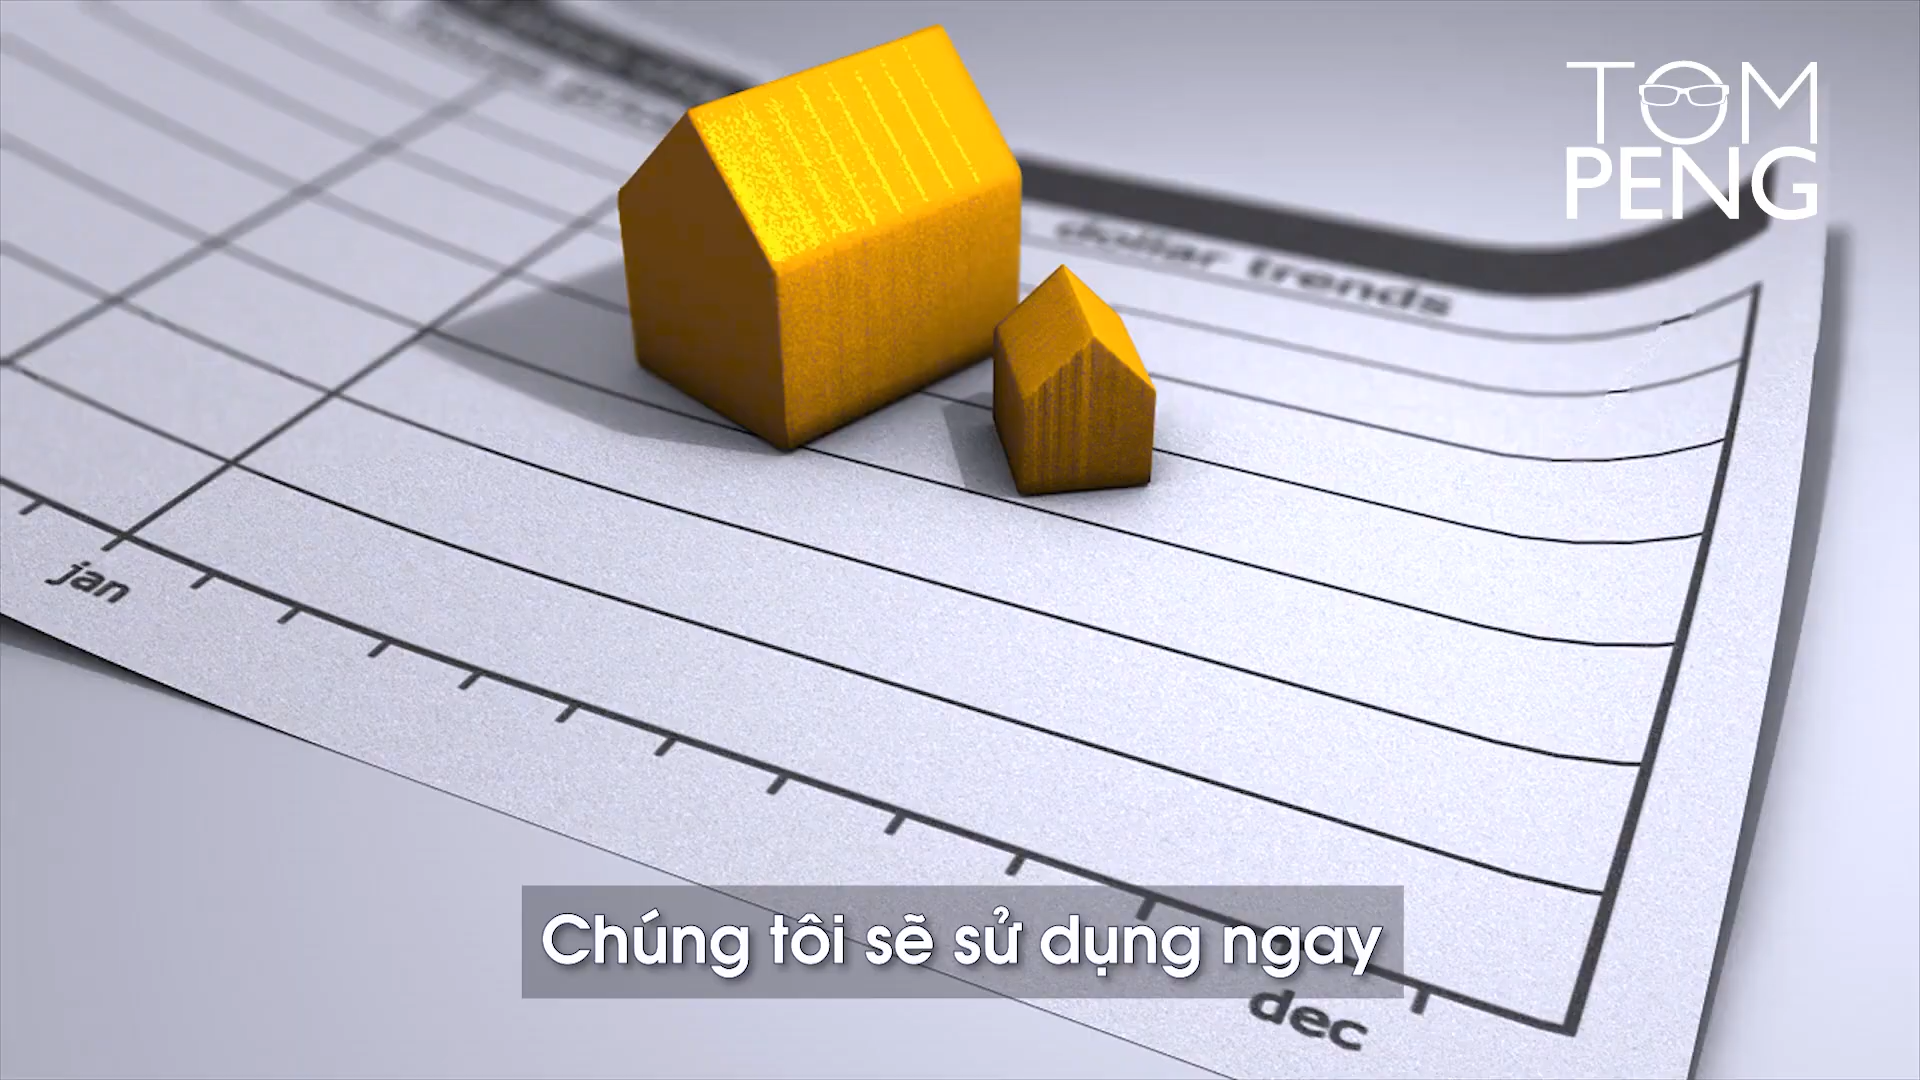 TOM
PENG
dollar trends
jan
Chúng tôi sẽ sử dụng ngay
dec